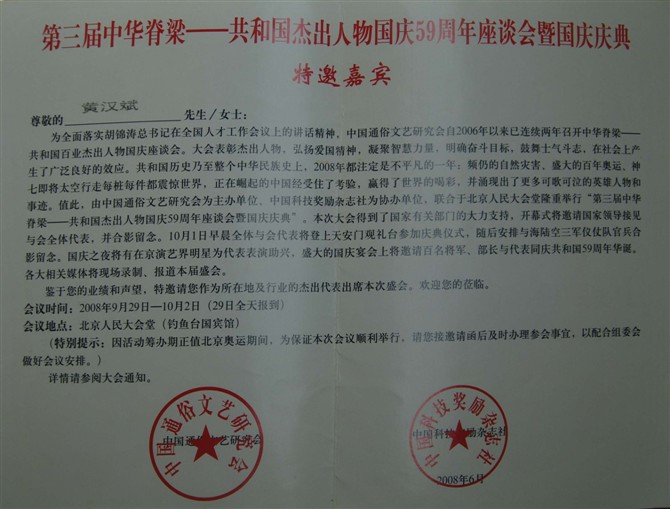 第三届中华脊梁——共和国杰出人物国庆59周年座谈会暨国庆庆典
特邀嘉宾
尊敬的 黄汉斌 先生／女士：
为全面落实胡锦涛总书记在全国人才工作会议上的讲话精神，中国通俗文艺研究会自2006年以来已连续两年召开中华脊梁——
共和国百业杰出人物国庆座谈会。大会表彰杰出人物，弘扬爱国精神，凝聚智慧力量，明确奋斗目标，鼓舞士气斗志，在社会上产
生了广泛良好的效应。共和国历史乃至整个中华民族史上，2008年都注定是不平凡的一年：频仍的自然灾害、盛大的百年奥运、神
七即将太空行走每桩每件都震惊世界，正在崛起的中国经受住了考验，赢得了世界的喝彩，并涌现出了更多可歌可泣的英雄人物和
事迹。值此，由中国通俗文艺研究会为主办单位、中国科技奖励杂志社为协办单位，联合于北京人民大会堂隆重举行“第三届中华
脊梁——共和国杰出人物国庆59周年座谈会暨国庆庆典”。本次大会得到了国家有关部门的大力支持，开幕式将邀请国家领导接见
与会全体代表，并合影留念。10月1日早晨全体与会代表将登上天安门观礼台参加庆典仪式，随后安排与海陆空三军仪仗队官兵合
影留念。国庆之夜将有在京演艺界明星为代表表演助兴，盛大的国庆宴会上将邀请百名将军、部长与代表同庆共和国59周年华诞。
各大相关媒体将现场录制、报道本届盛会。
鉴于您的业绩和声望，特邀请您作为所在地及行业的杰出代表出席本次盛会。欢迎您的莅临。
会议时间：2008年9月29日—10月2日（29日全天报到）
会议地点：北京人民大会堂（钓鱼台国宾馆）
（特别提示：因活动筹办期正值北京奥运期间，为保证本次会议顺利举行，请您接邀请函后及时办理参会事宜，以配合组委会
做好会议安排。）
详情请参阅大会通知。
中国通俗文艺研究会
中国通俗文艺研究会
中国科技奖励杂志社
中国科技奖励杂志社
2008年6月